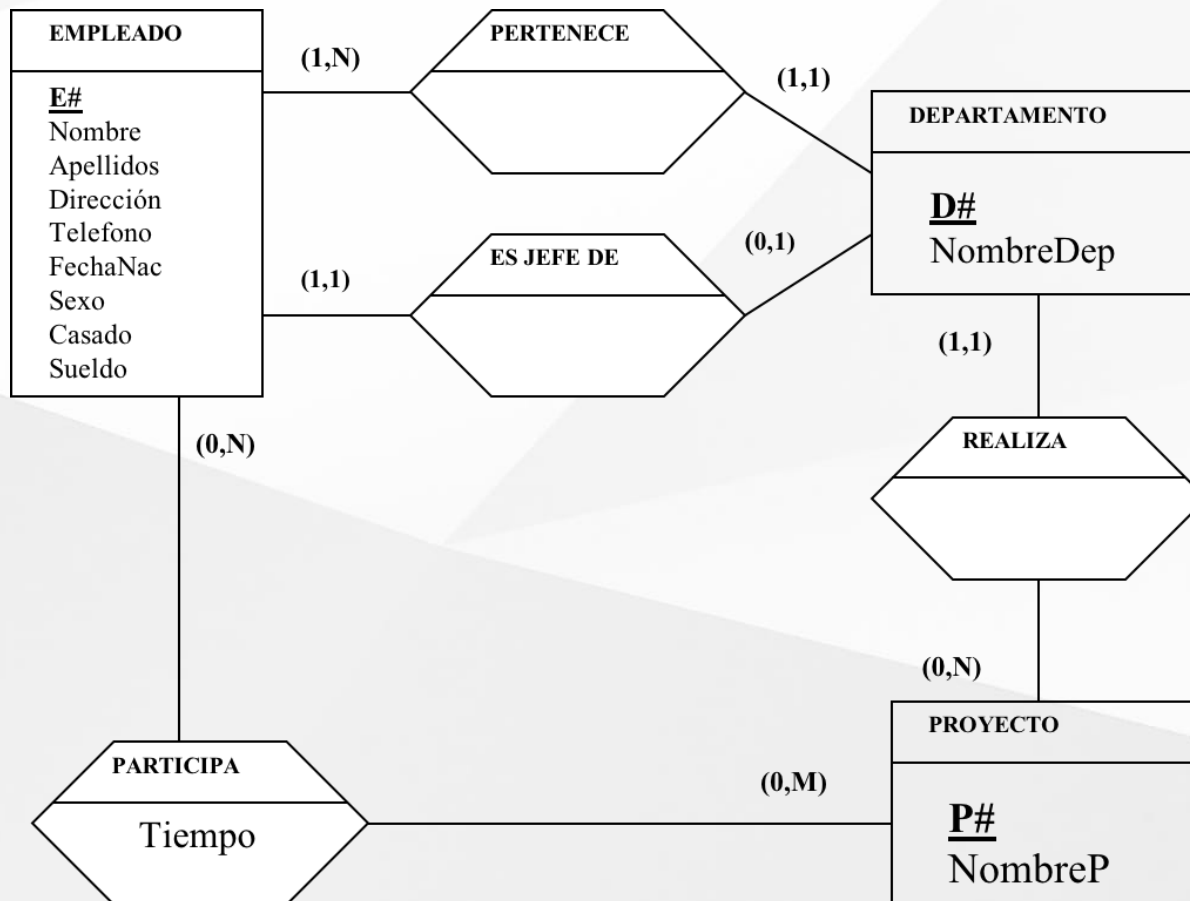 EMPLEADO
E#
Nombre
Apellidos
Dirección
Telefono
FechaNac
Sexo
Casado
Sueldo
(1,N)
PERTENECE
(1,1)
DEPARTAMENTO
D#
NombreDep
(1,1)
ES JEFE DE
(0,1)
(1,1)
REALIZA
(0,N)
(0,N)
PARTICIPA
Tiempo
(0,M)
PROYECTO
P#
NombreP